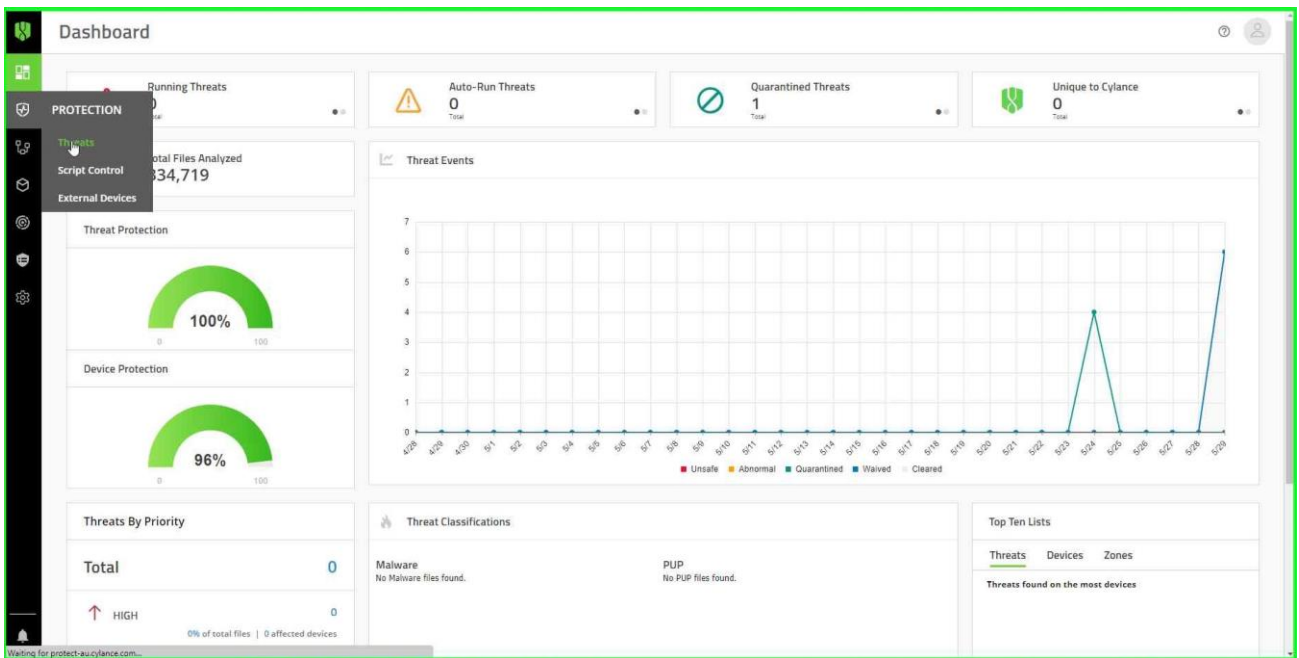 Dashboard
Running Threats
0
Total
Auto-Run Threats
0
Total
Quarantined Threats
1
Total
Unique to Cylance
0
Total
PROTECTION
Threats
Script Control
External Devices
Total Files Analyzed
334,719
Threat Events
7
6
5
4
3
2
1
0
4/28 4/29 4/30 5/1 5/2 5/3 5/4 5/5 5/6 5/7 5/8 5/9 5/10 5/11 5/12 5/13 5/14 5/15 5/16 5/17 5/18 5/19 5/20 5/21 5/22 5/23 5/24 5/25 5/26 5/27 5/28 5/29
Unsafe Abnormal Quarantined Waived Cleared
Threat Protection
100%
0 100
Device Protection
96%
0 100
Threats By Priority
Total 0
HIGH 0
0% of total files | 0 affected devices
Threat Classifications
Malware
No Malware files found.
PUP
No PUP files found.
Top Ten Lists
Threats Devices Zones
Threats found on the most devices
Waiting for protect-au.cylance.com...